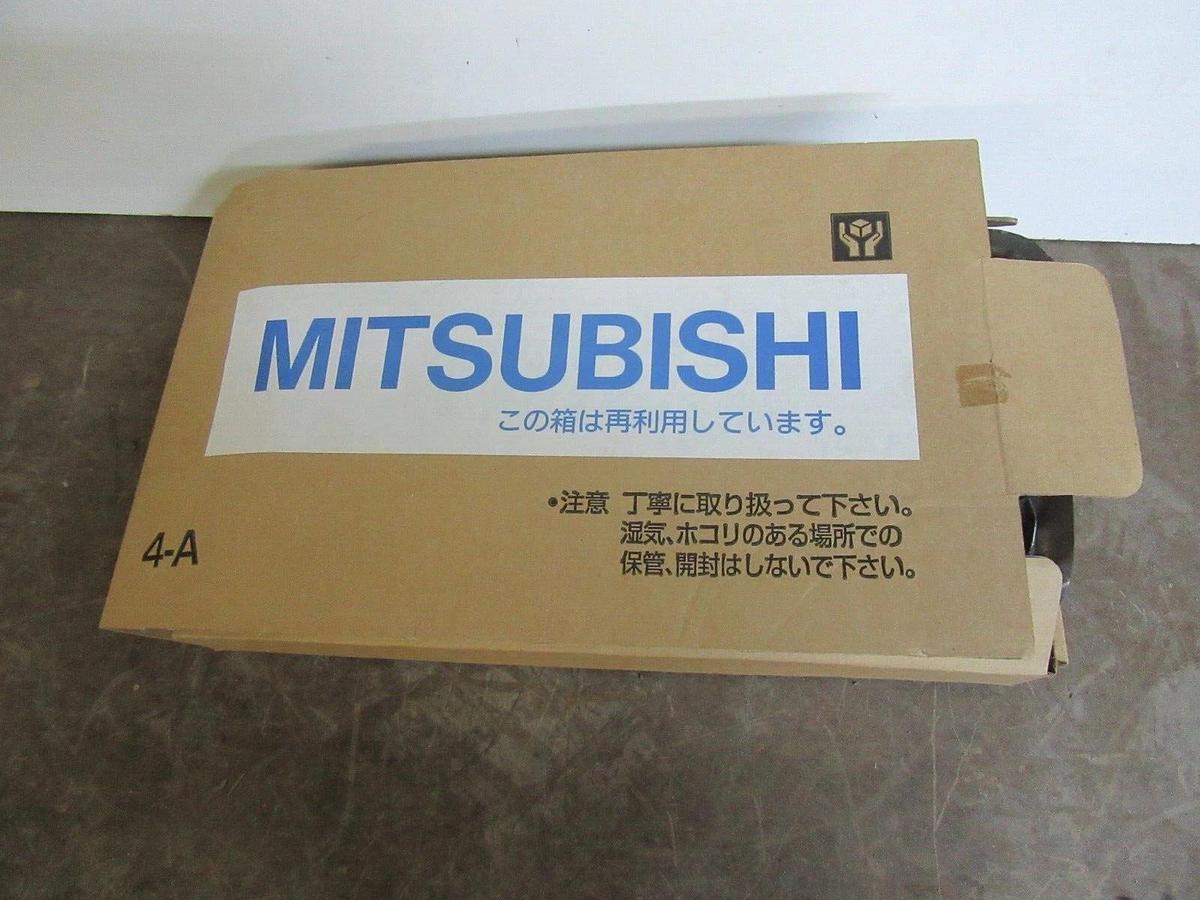 MITSUBISHI
この箱は再利用しています。
•注意 丁寧に取り扱って下さい。
湿気、ホコリのある場所での
保管、開封はしないで下さい。
4-A